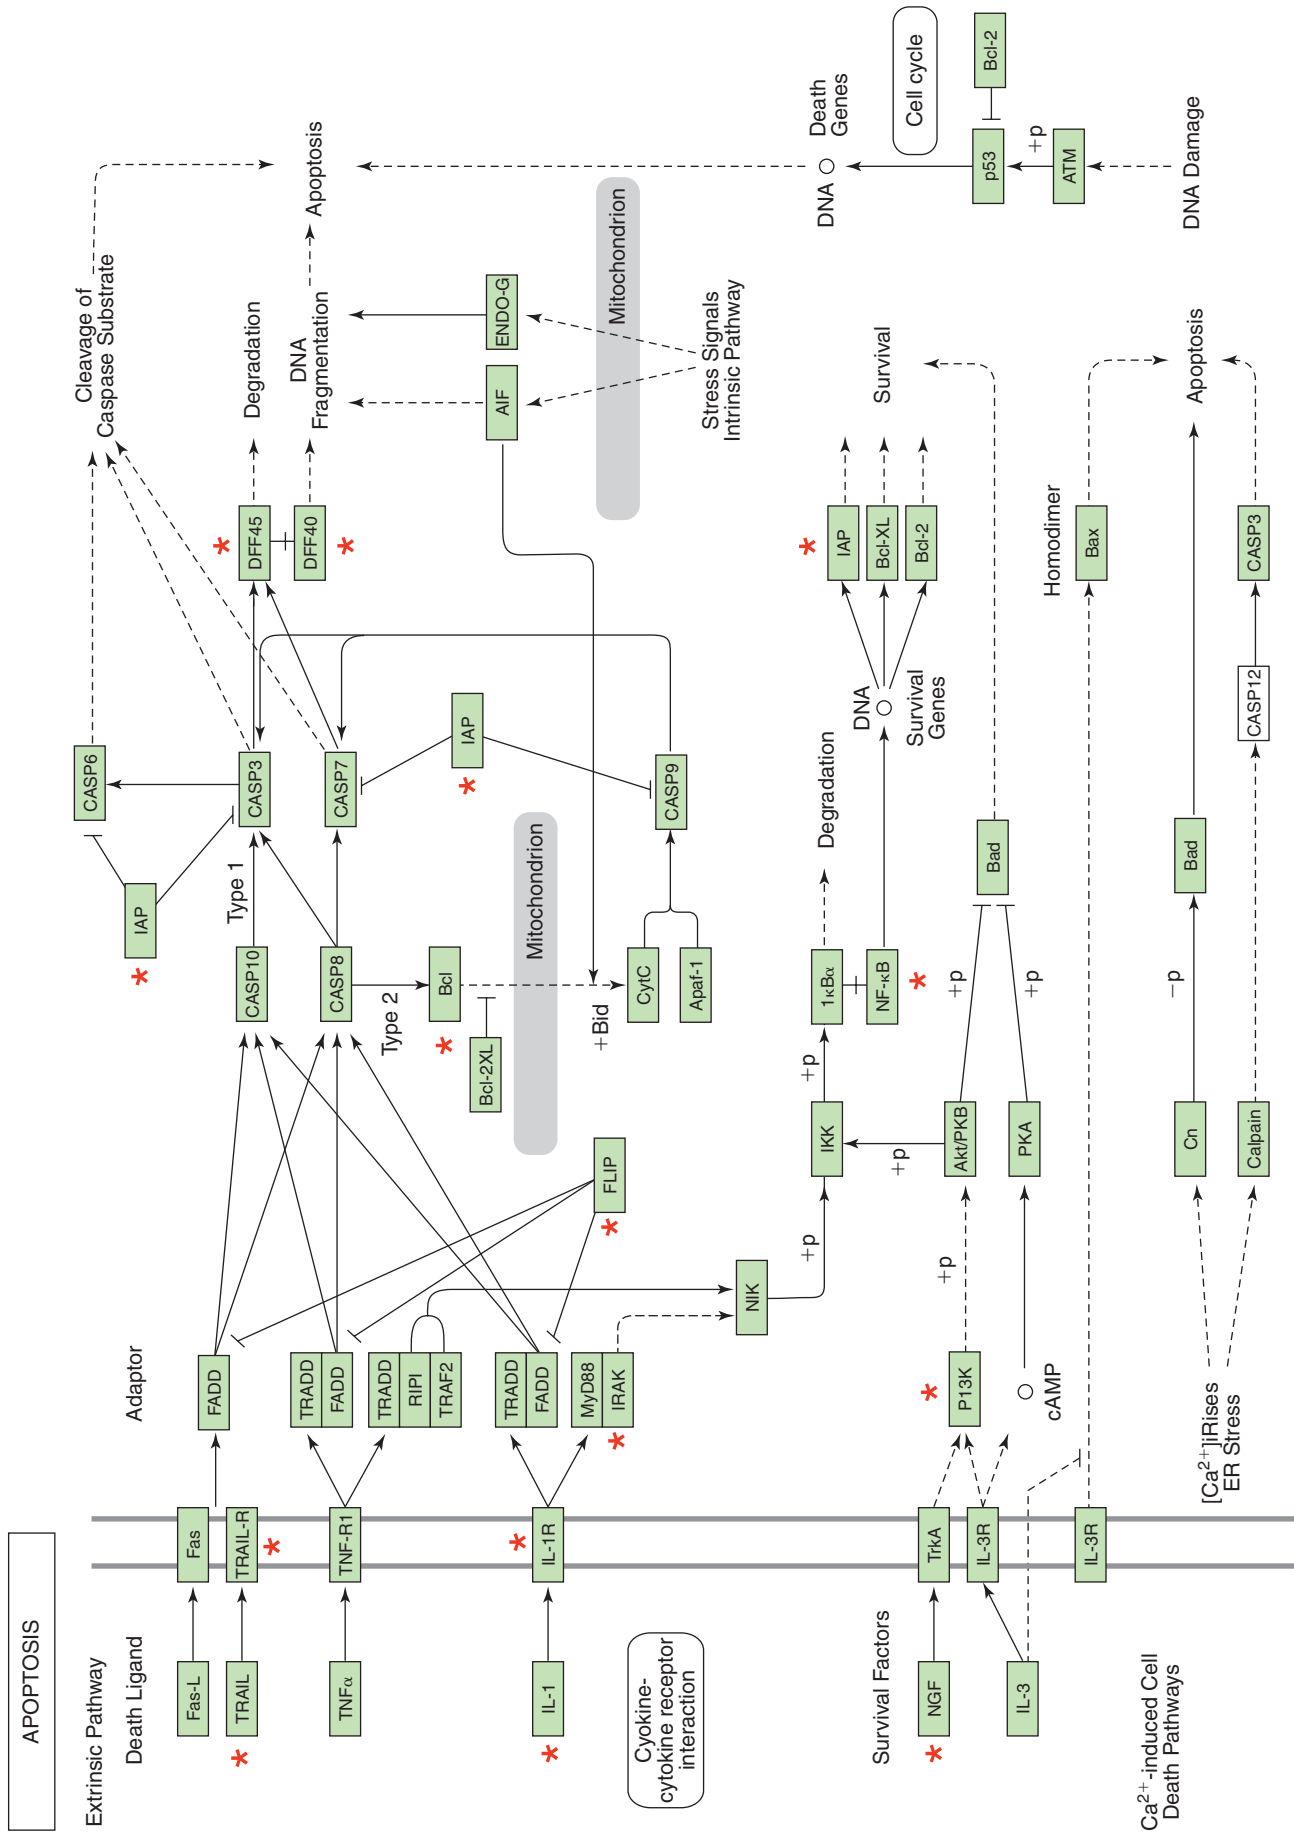 APOPTOSIS
Extrinsic Pathway
Death Ligand
Adaptor
Fas-L
Fas
FADD
TRAIL
*
TRAIL-R
*
TNFα
TNF-R1
TRADD
FADD
TRADD
RIPI
TRAF2
IL-1
*
IL-1R
*
TRADD
FADD
MyD88
IRAK
*
FLIP
*
NIK
Cyokine-
cytokine receptor
interaction
IAP
*
CASP6
Cleavage of
Caspase Substrate
CASP10
Type 1
CASP3
DFF45
*
Degradation
CASP8
CASP7
DFF40
*
DNA
Fragmentation
Apoptosis
Type 2
Bcl
*
Bcl-2XL
IAP
*
AIF
ENDO-G
Mitochondrion
Mitochondrion
+Bid
CytC
Apaf-1
CASP9
Stress Signals
Intrinsic Pathway
+p
IKK
+p
1κBα
Degradation
NF-κB
*
DNA
Survival
Genes
IAP
*
Bcl-XL
Bcl-2
Survival
DNA
Death
Genes
Cell cycle
p53
Bcl-2
+p
ATM
DNA Damage
Survival Factors
NGF
*
TrkA
P13K
*
+p
Akt/PKB
+p
+p
Bad
IL-3
IL-3R
cAMP
PKA
+p
IL-3R
Homodimer
Bax
Ca2+-induced Cell
Death Pathways
[Ca2+]iRises
ER Stress
Cn
−p
Bad
Apoptosis
Calpain
CASP12
CASP3